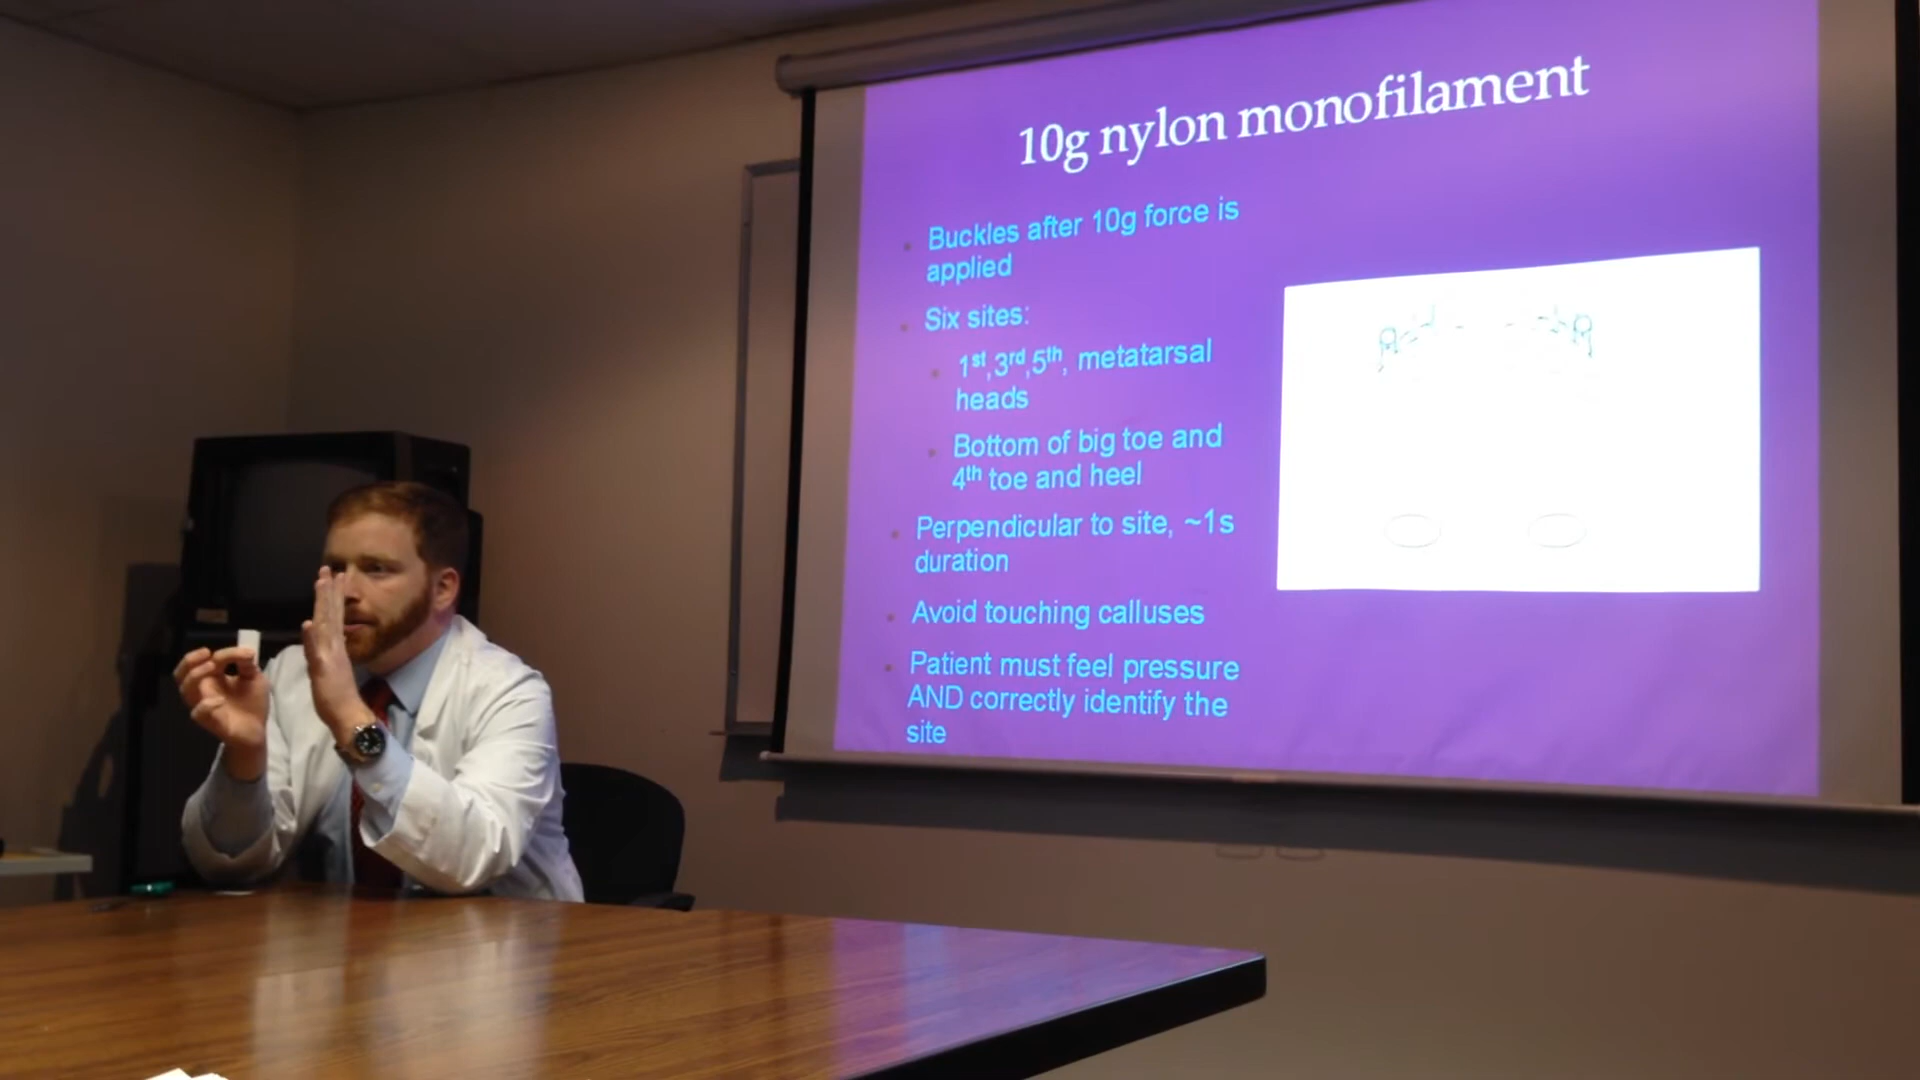 10g nylon monofilament
Buckles after 10g force is
applied
Six sites:
1st,3rd,5th, metatarsal
heads
Bottom of big toe and
4th toe and heel
Perpendicular to site, ~1s
duration
Avoid touching calluses
Patient must feel pressure
AND correctly identify the
site